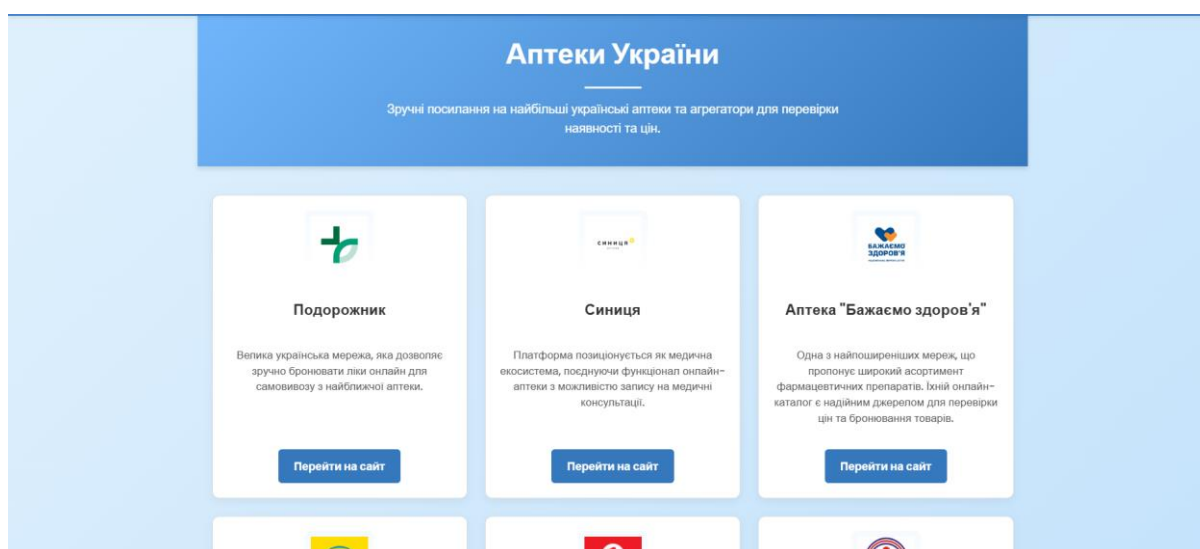 Аптеки України
Зручні посилання на найбільші українські аптеки та агрегатори для перевірки
наявності та цін.
СИНИЦЯ
БАЖАЄМО
ЗДОРОВ'Я
Подорожник
Велика українська мережа, яка дозволяє
зручно бронювати ліки онлайн для
самовивозу з найближчої аптеки.
Перейти на сайт
Синиця
Платформа позиціонується як медична
екосистема, поєднуючи функціонал онлайн-
аптеки з можливістю запису на медичні
консультації.
Перейти на сайт
Аптека "Бажаємо здоров'я"
Одна з найпоширеніших мереж, що
пропонує широкий асортимент
фармацевтичних препаратів. Їхній онлайн-
каталог є надійним джерелом для перевірки
цін та бронювання товарів.
Перейти на сайт